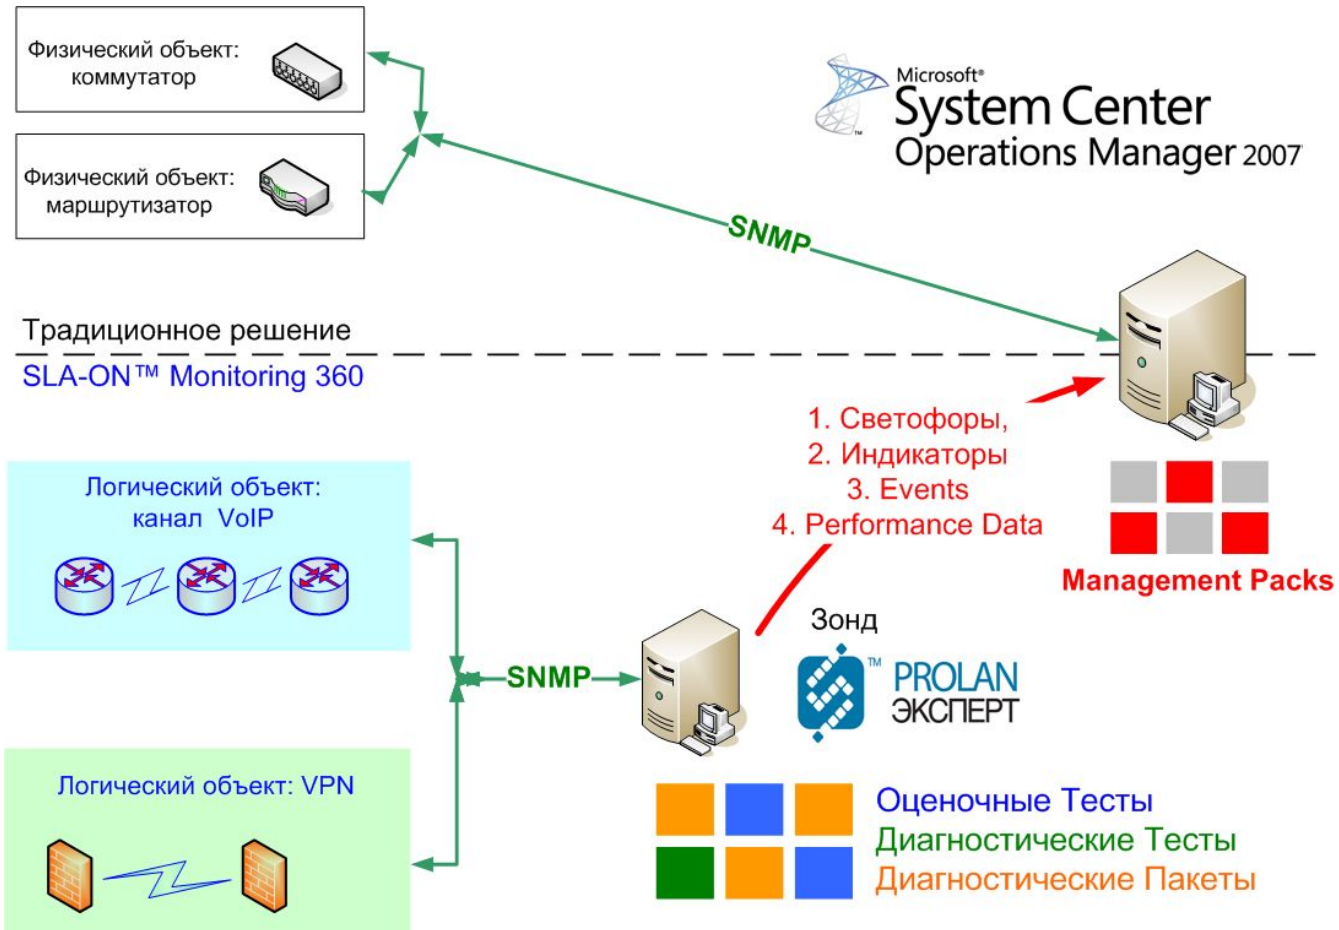 Физический объект:
коммутатор
Физический объект:
маршрутизатор
Microsoft®
System Center
Operations Manager 2007
™
SNMP
Традиционное решение
SLA-ON™ Monitoring 360
1. Светофоры,
2. Индикаторы
3. Events
4. Performance Data
Management Packs
Логический объект:
канал VoIP
SNMP
Зонд
™
PROLAN
ЭКСПЕРТ
Логический объект: VPN
Оценочные Тесты
Диагностические Тесты
Диагностические Пакеты